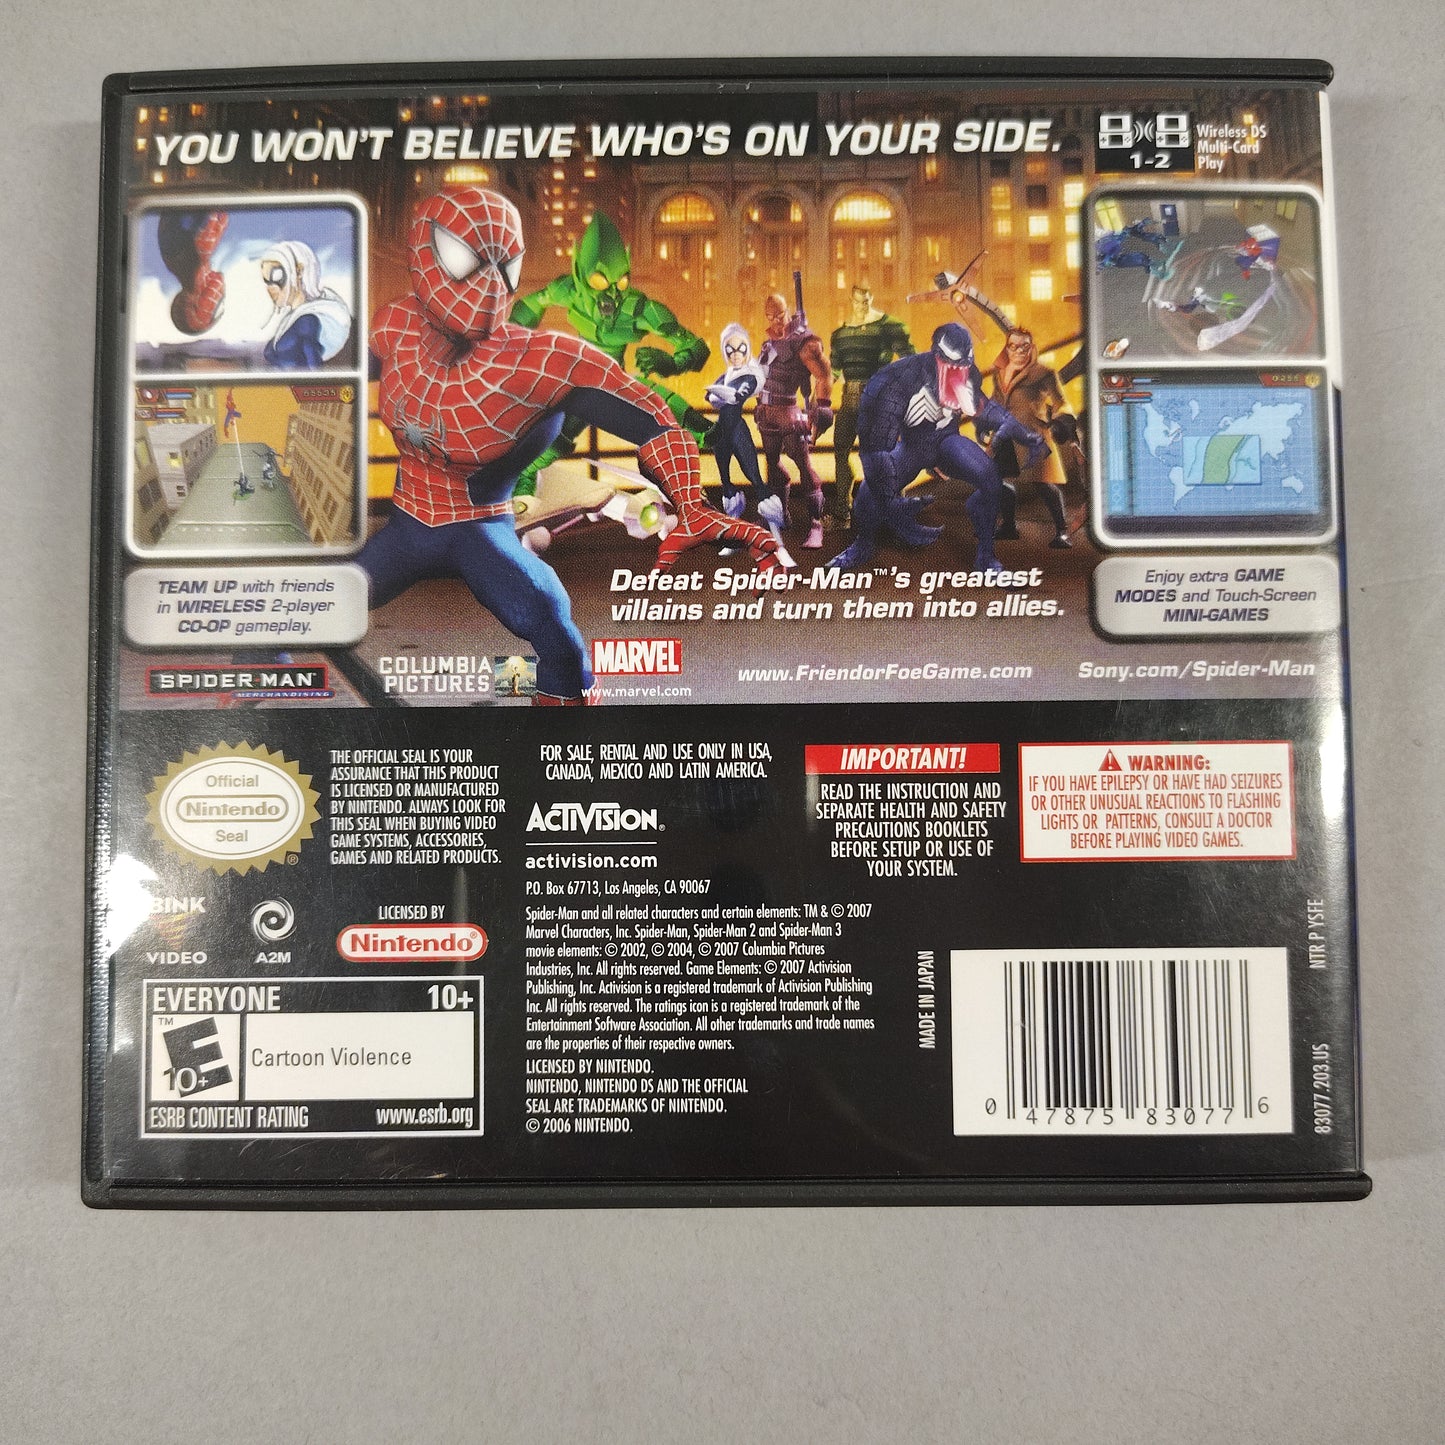 YOU WON'T BELIEVE WHO'S ON YOUR SIDE.
1-2
Wireless DS
Multi-Card
Play
TEAM UP with friends
in WIRELESS 2-player
CO-OP gameplay.
Defeat Spider-Man™'s greatest
villains and turn them into allies.
Enjoy extra GAME
MODES and Touch-Screen
MINI-GAMES
SPIDER-MAN
MERCHANDISING
COLUMBIA
PICTURES
MARVEL
www.marvel.com
www.FriendorFoeGame.com
Sony.com/Spider-Man
Official
Nintendo
Seal
®
THE OFFICIAL SEAL IS YOUR
ASSURANCE THAT THIS PRODUCT
IS LICENSED OR MANUFACTURED
BY NINTENDO. ALWAYS LOOK FOR
THIS SEAL WHEN BUYING VIDEO
GAME SYSTEMS, ACCESSORIES,
GAMES AND RELATED PRODUCTS.
BINK
VIDEO
A2M
LICENSED BY
Nintendo®
EVERYONE 10+
™
E
10+
Cartoon Violence
ESRB CONTENT RATING www.esrb.org
FOR SALE, RENTAL AND USE ONLY IN USA,
CANADA, MEXICO AND LATIN AMERICA.
ACTIVISION®
activision.com
P.O. Box 67713, Los Angeles, CA 90067
Spider-Man and all related characters and certain elements: TM & © 2007
Marvel Characters, Inc. Spider-Man, Spider-Man 2 and Spider-Man 3
movie elements: © 2002, © 2004, © 2007 Columbia Pictures
Industries, Inc. All rights reserved. Game Elements: © 2007 Activision
Publishing, Inc. Activision is a registered trademark of Activision Publishing
Inc. All rights reserved. The ratings icon is a registered trademark of the
Entertainment Software Association. All other trademarks and trade names
are the properties of their respective owners.
LICENSED BY NINTENDO.
NINTENDO, NINTENDO DS AND THE OFFICIAL
SEAL ARE TRADEMARKS OF NINTENDO.
© 2006 NINTENDO.
IMPORTANT!
READ THE INSTRUCTION AND
SEPARATE HEALTH AND SAFETY
PRECAUTIONS BOOKLETS
BEFORE SETUP OR USE OF
YOUR SYSTEM.
WARNING:
IF YOU HAVE EPILEPSY OR HAVE HAD SEIZURES
OR OTHER UNUSUAL REACTIONS TO FLASHING
LIGHTS OR PATTERNS, CONSULT A DOCTOR
BEFORE PLAYING VIDEO GAMES.
MADE IN JAPAN
0 47875 83077 6
NTR P YSFE
83077.203.US